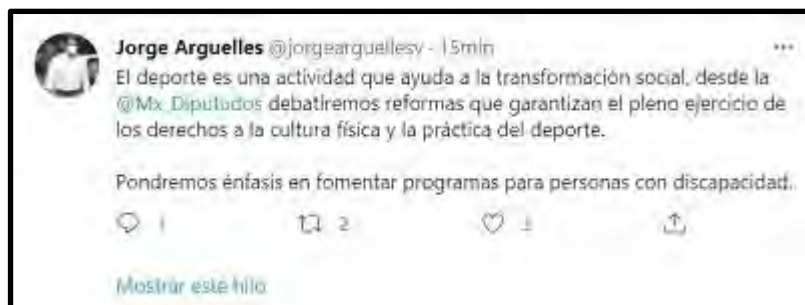 Jorge Arguelles @jorgearguellesv · 15min
El deporte es una actividad que ayuda a la transformación social, desde la
@Mx_Diputados debatiremos reformas que garantizan el pleno ejercicio de
los derechos a la cultura física y la práctica del deporte.
Pondremos énfasis en fomentar programas para personas con discapacidad.
1 2
Mostrar este hilo